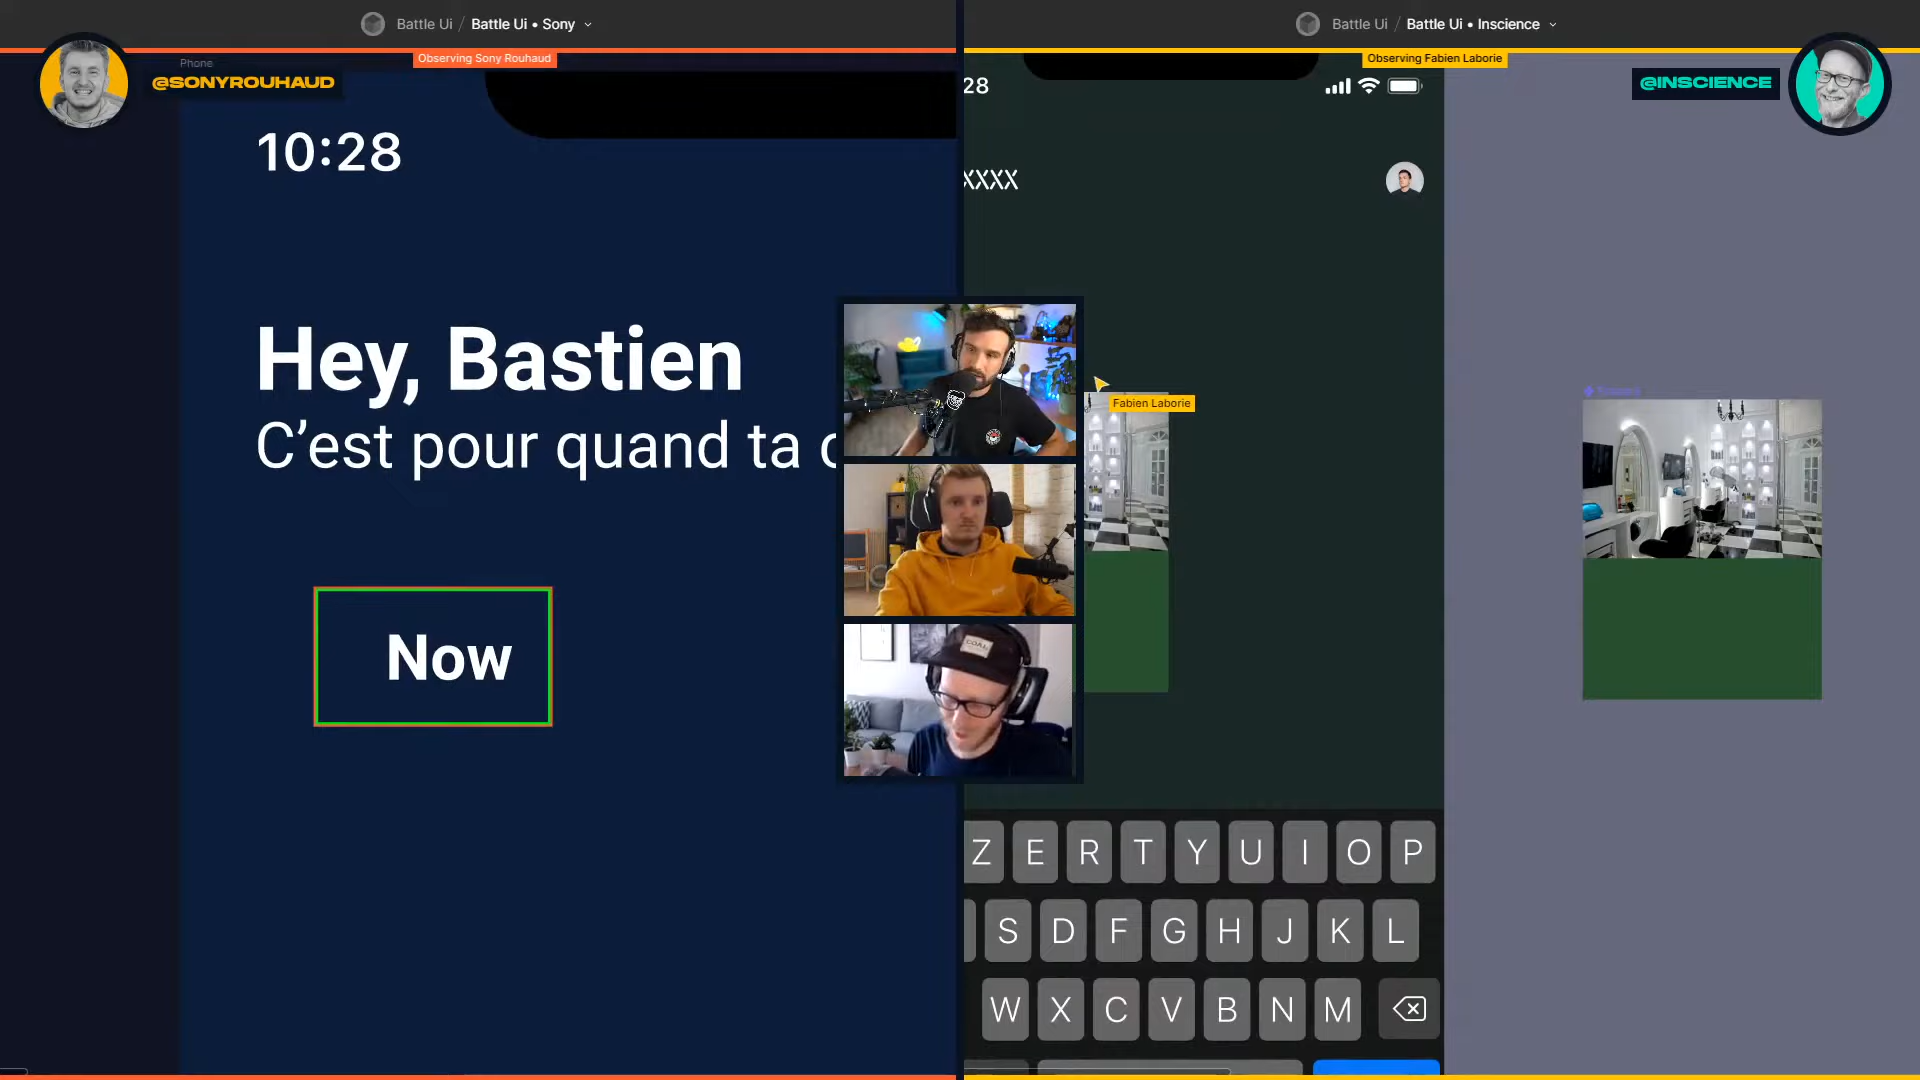 Battle Ui / Battle Ui • Sony
Battle Ui / Battle Ui • Inscience
Observing Sony Rouhaud
Observing Fabien Laborie
Phone
@SONYROUHAUD
@INSCIENCE
10:28
28
XXXX
Hey, Bastien
C’est pour quand ta c
Fabien Laborie
COAL
Now
Z E R T Y U I O P
S D F G H J K L
W X C V B N M